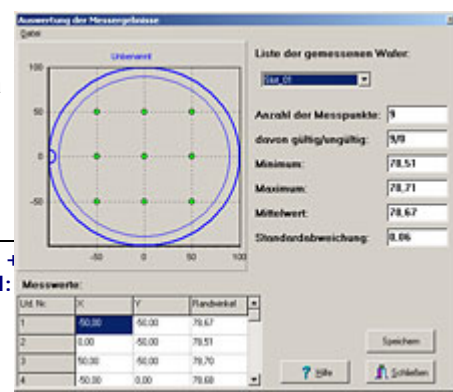 Auswertung der Messergebnisse
Datei
Unbenannt
100
50
0
-50
-50
0
50
100
Liste der gemessenen Wafer:
Slot_01
Anzahl der Messpunkte: 9
davon gültig/ungültig: 9/0
Minimum: 78,51
Maximum: 78,71
Mittelwert: 78,67
Standardabweichung: 0,06
Messwerte:
Lfd. Nr. X Y Randwinkel
1 -50,00 -50,00 78,67
2 0,00 -50,00 78,51
3 50,00 -50,00 78,70
4 -50,00 0,00 78,68
Speichern
? Hilfe
Schließen